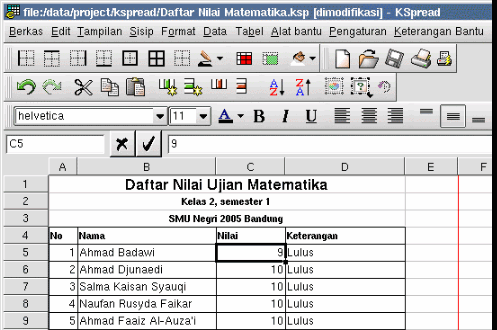 file:/data/project/kspread/Daftar Nilai Matematika.ksp [dimodifikasi] - KSpread
Berkas Edit Tampilan Sisip Format Data Tabel Alat bantu Pengaturan Keterangan Bantu
helvetica 11 A B I U
C5 9
A B C D E F
1 Daftar Nilai Ujian Matematika
2 Kelas 2, semester 1
3 SMU Negri 2005 Bandung
4 No Nama Nilai Keterangan
5 1 Ahmad Badawi 9 Lulus
6 2 Ahmad Djunaedi 10 Lulus
7 3 Salma Kaisan Syauqi 10 Lulus
8 4 Naufan Rusyda Faikar 10 Lulus
9 5 Ahmad Faaiz Al-Auza'i 10 Lulus